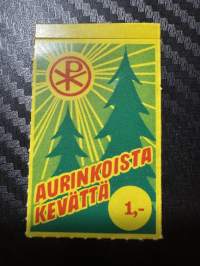 AURINKOISTA
KEVÄTTÄ
1,-